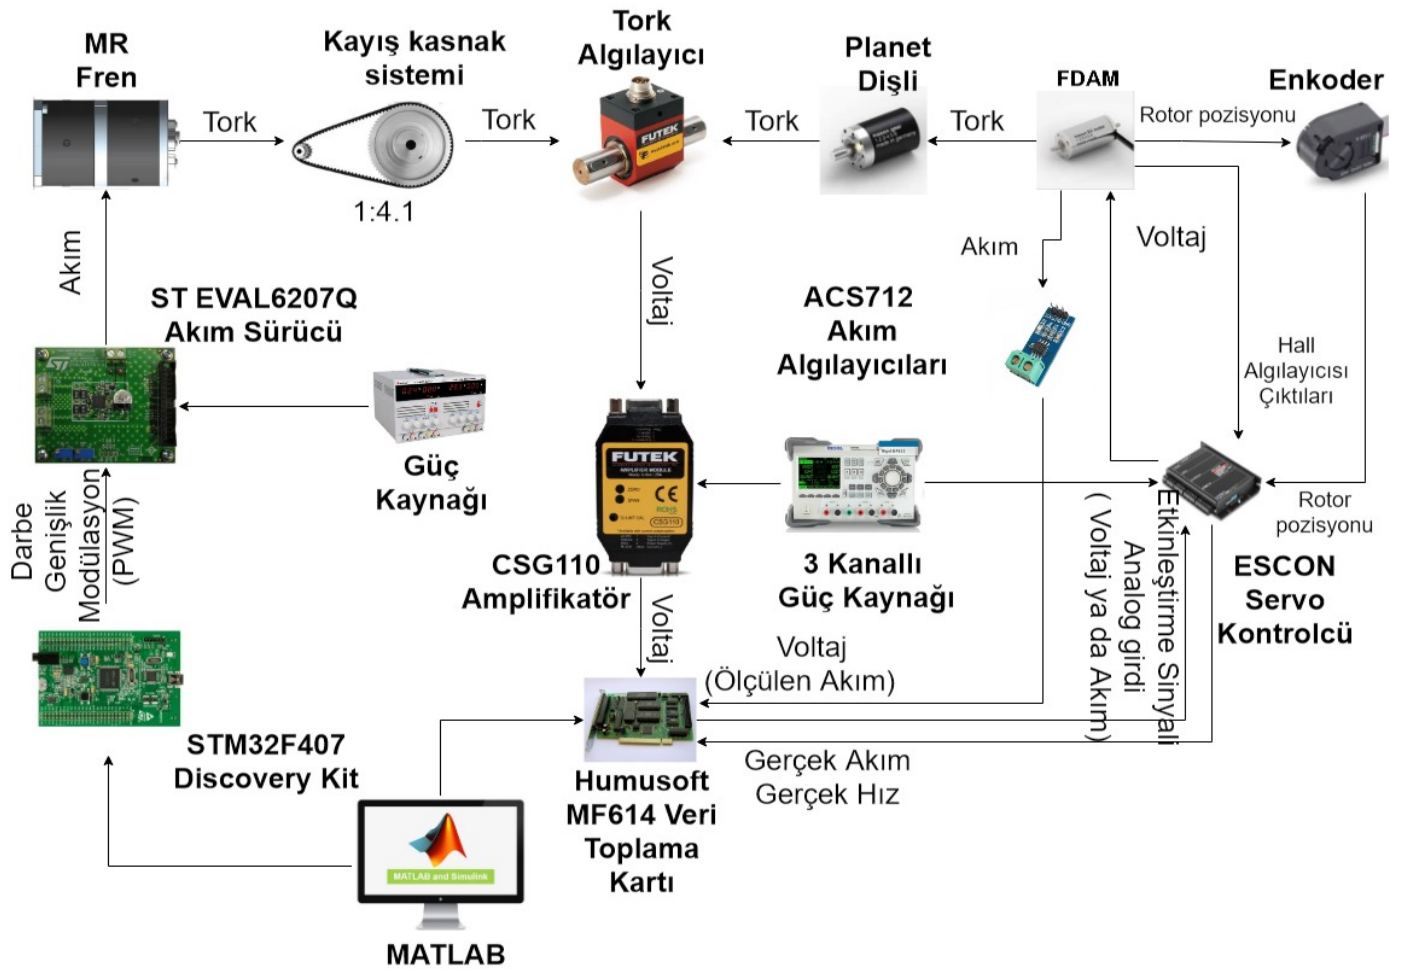 MR
Fren
Kayış kasnak
sistemi
Tork
Algılayıcı
Planet
Dişli
FDAM
Enkoder
Tork
Tork
Tork
Tork
Rotor pozisyonu
FUTEK
1:4.1
Akım
Voltaj
Akım
Voltaj
ST EVAL6207Q
Akım Sürücü
ACS712
Akım
Algılayıcıları
Hall
Algılayıcısı
Çıktıları
Güç
Kaynağı
FUTEK
AMPLIFIER MODULE
CSG110
Darbe
Genişlik
Modülasyon
(PWM)
CSG110
Amplifikatör
3 Kanallı
Güç Kaynağı
Rotor
pozisyonu
ESCON
Servo
Kontrolcü
Etkinleştirme Sinyali
Analog girdi
( Voltaj ya da Akım)
Voltaj
Voltaj
(Ölçülen Akım)
STM32F407
Discovery Kit
Gerçek Akım
Gerçek Hız
Humusoft
MF614 Veri
Toplama
Kartı
MATLAB and Simulink
MATLAB